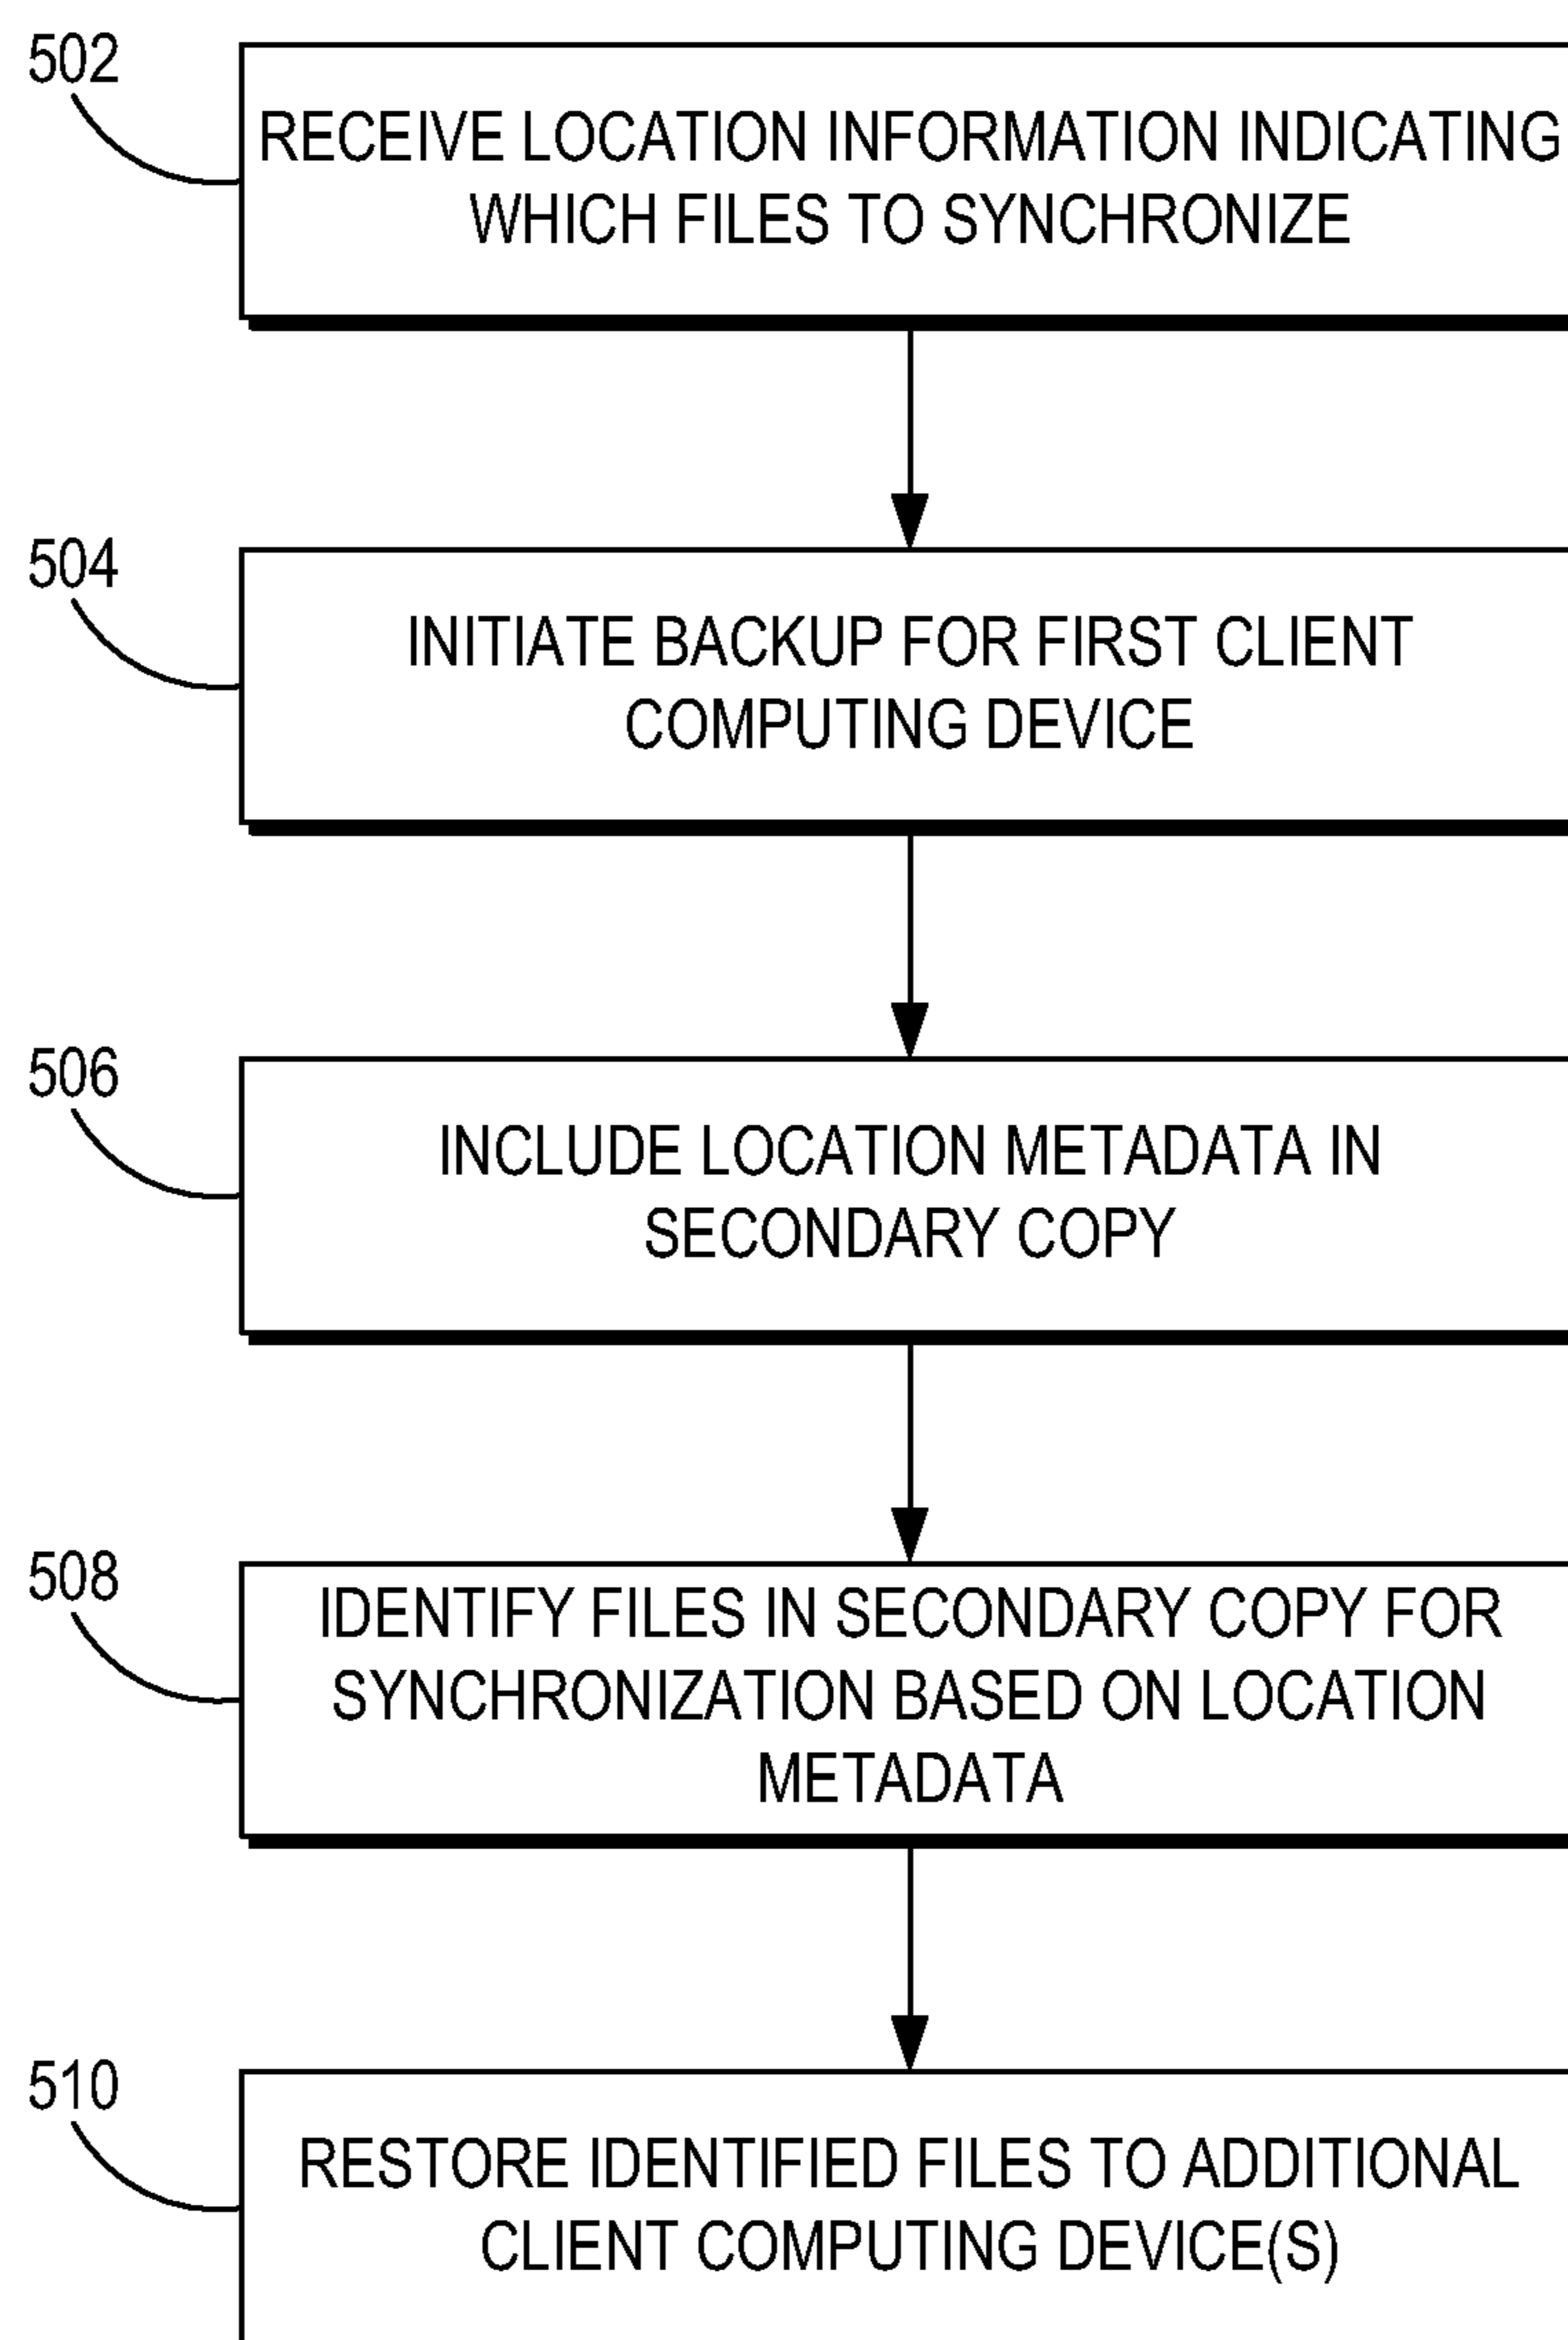 502
RECEIVE LOCATION INFORMATION INDICATING
WHICH FILES TO SYNCHRONIZE
504
INITIATE BACKUP FOR FIRST CLIENT
COMPUTING DEVICE
506
INCLUDE LOCATION METADATA IN
SECONDARY COPY
508
IDENTIFY FILES IN SECONDARY COPY FOR
SYNCHRONIZATION BASED ON LOCATION
METADATA
510
RESTORE IDENTIFIED FILES TO ADDITIONAL
CLIENT COMPUTING DEVICE(S)